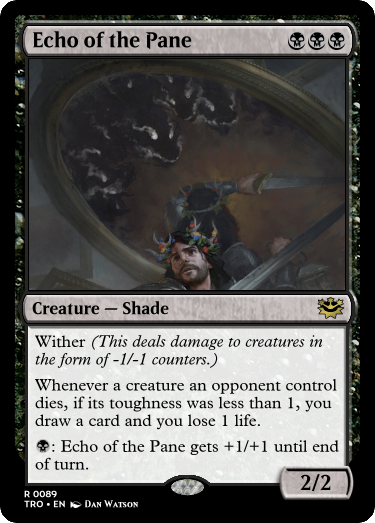 Echo of the Pane
Creature — Shade
Wither (This deals damage to creatures in
the form of -1/-1 counters.)
Whenever a creature an opponent control
dies, if its toughness was less than 1, you
draw a card and you lose 1 life.
: Echo of the Pane gets +1/+1 until end
of turn.
2/2
R 0089
TRO • EN Dan Watson